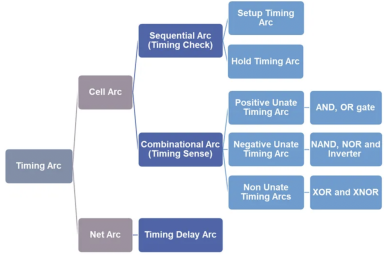 Timing Arc
Cell Arc
Net Arc
Sequential Arc
(Timing Check)
Combinational Arc
(Timing Sense)
Timing Delay Arc
Setup Timing
Arc
Hold Timing Arc
Positive Unate
Timing Arc
Negative Unate
Timing Arc
Non Unate
Timing Arcs
AND, OR gate
NAND, NOR and
Inverter
XOR and XNOR